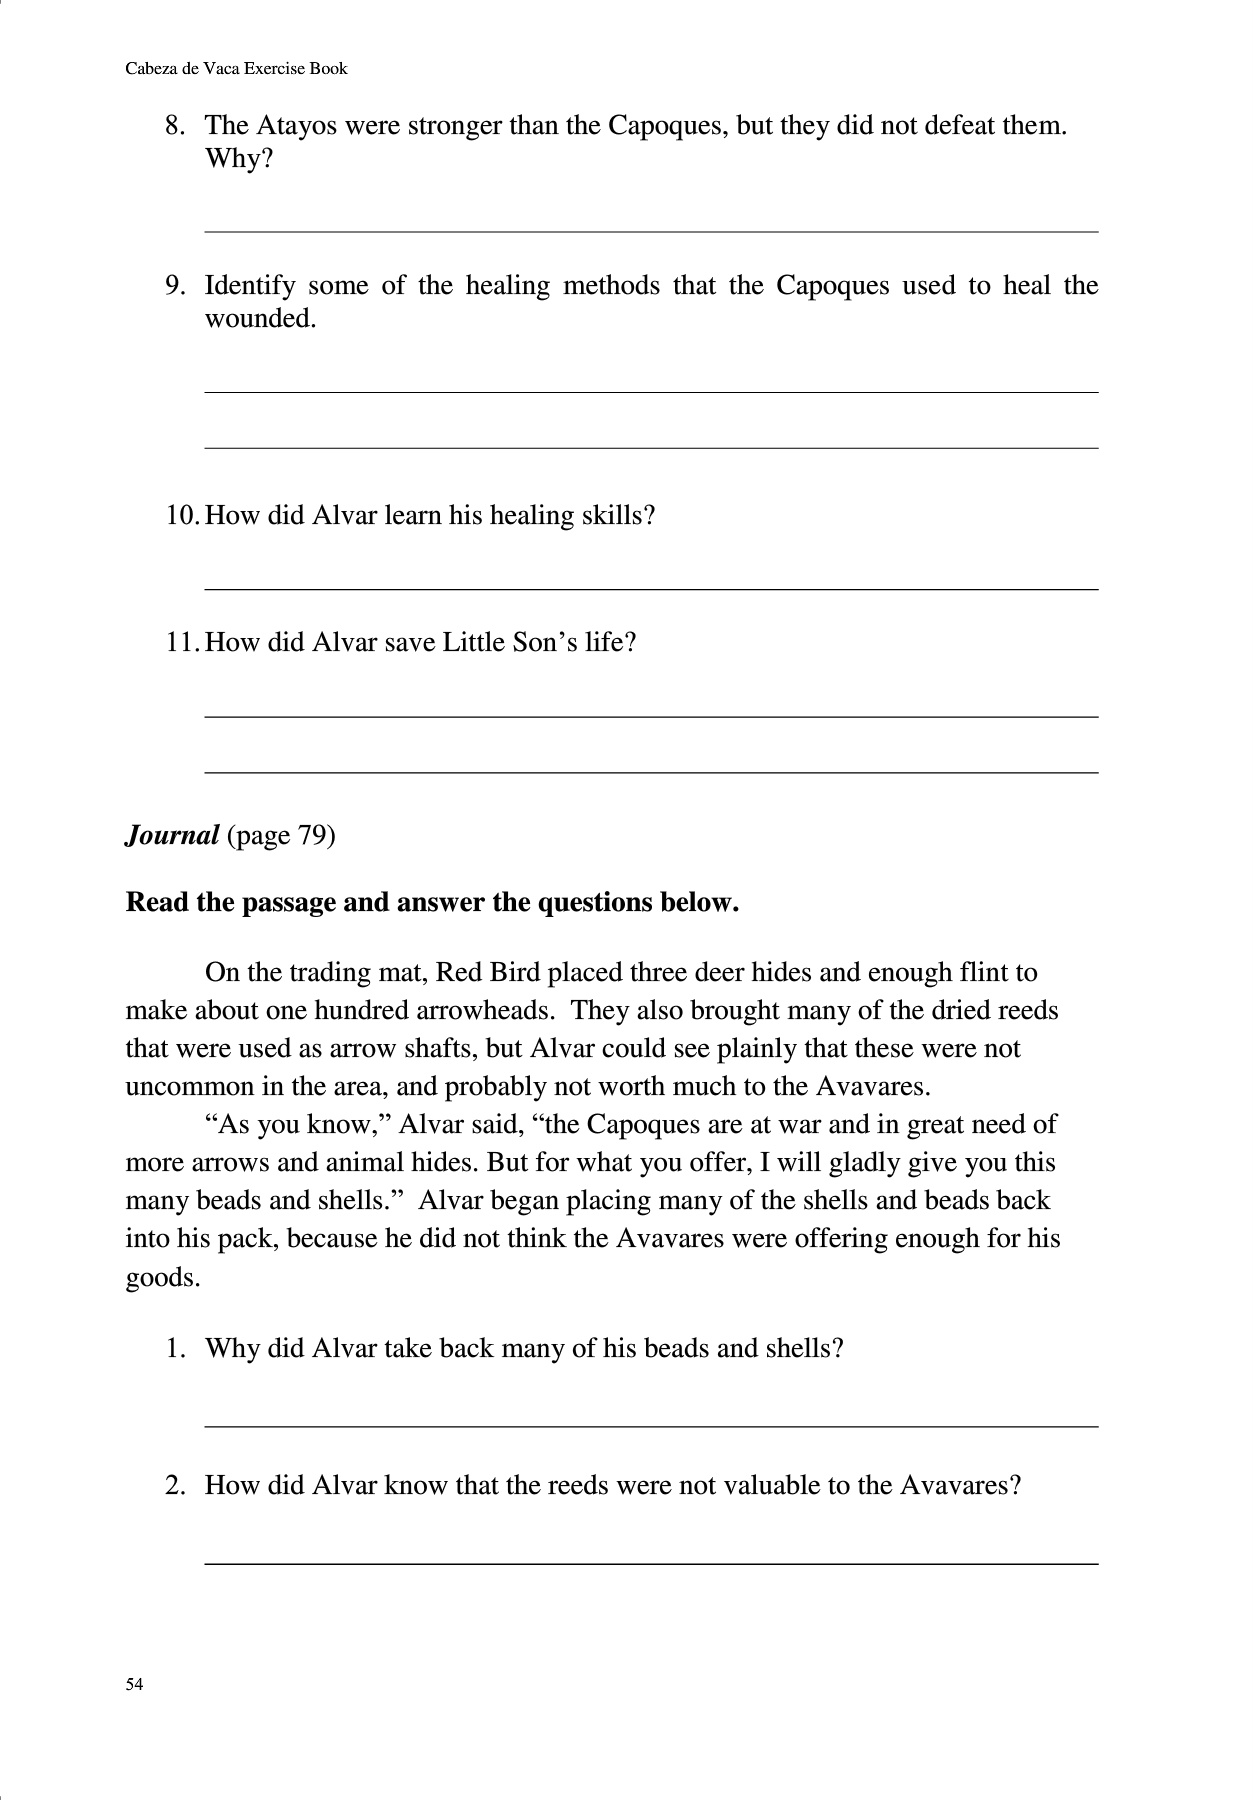 Cabeza de Vaca Exercise Book
8. The Atayos were stronger than the Capoques, but they did not defeat them.
Why?
9. Identify some of the healing methods that the Capoques used to heal the
wounded.
10. How did Alvar learn his healing skills?
11. How did Alvar save Little Son’s life?
Journal (page 79)
Read the passage and answer the questions below.
On the trading mat, Red Bird placed three deer hides and enough flint to
make about one hundred arrowheads.  They also brought many of the dried reeds
that were used as arrow shafts, but Alvar could see plainly that these were not
uncommon in the area, and probably not worth much to the Avavares.
“As you know,” Alvar said, “the Capoques are at war and in great need of
more arrows and animal hides. But for what you offer, I will gladly give you this
many beads and shells.”  Alvar began placing many of the shells and beads back
into his pack, because he did not think the Avavares were offering enough for his
goods.
1. Why did Alvar take back many of his beads and shells?
2. How did Alvar know that the reeds were not valuable to the Avavares?
54